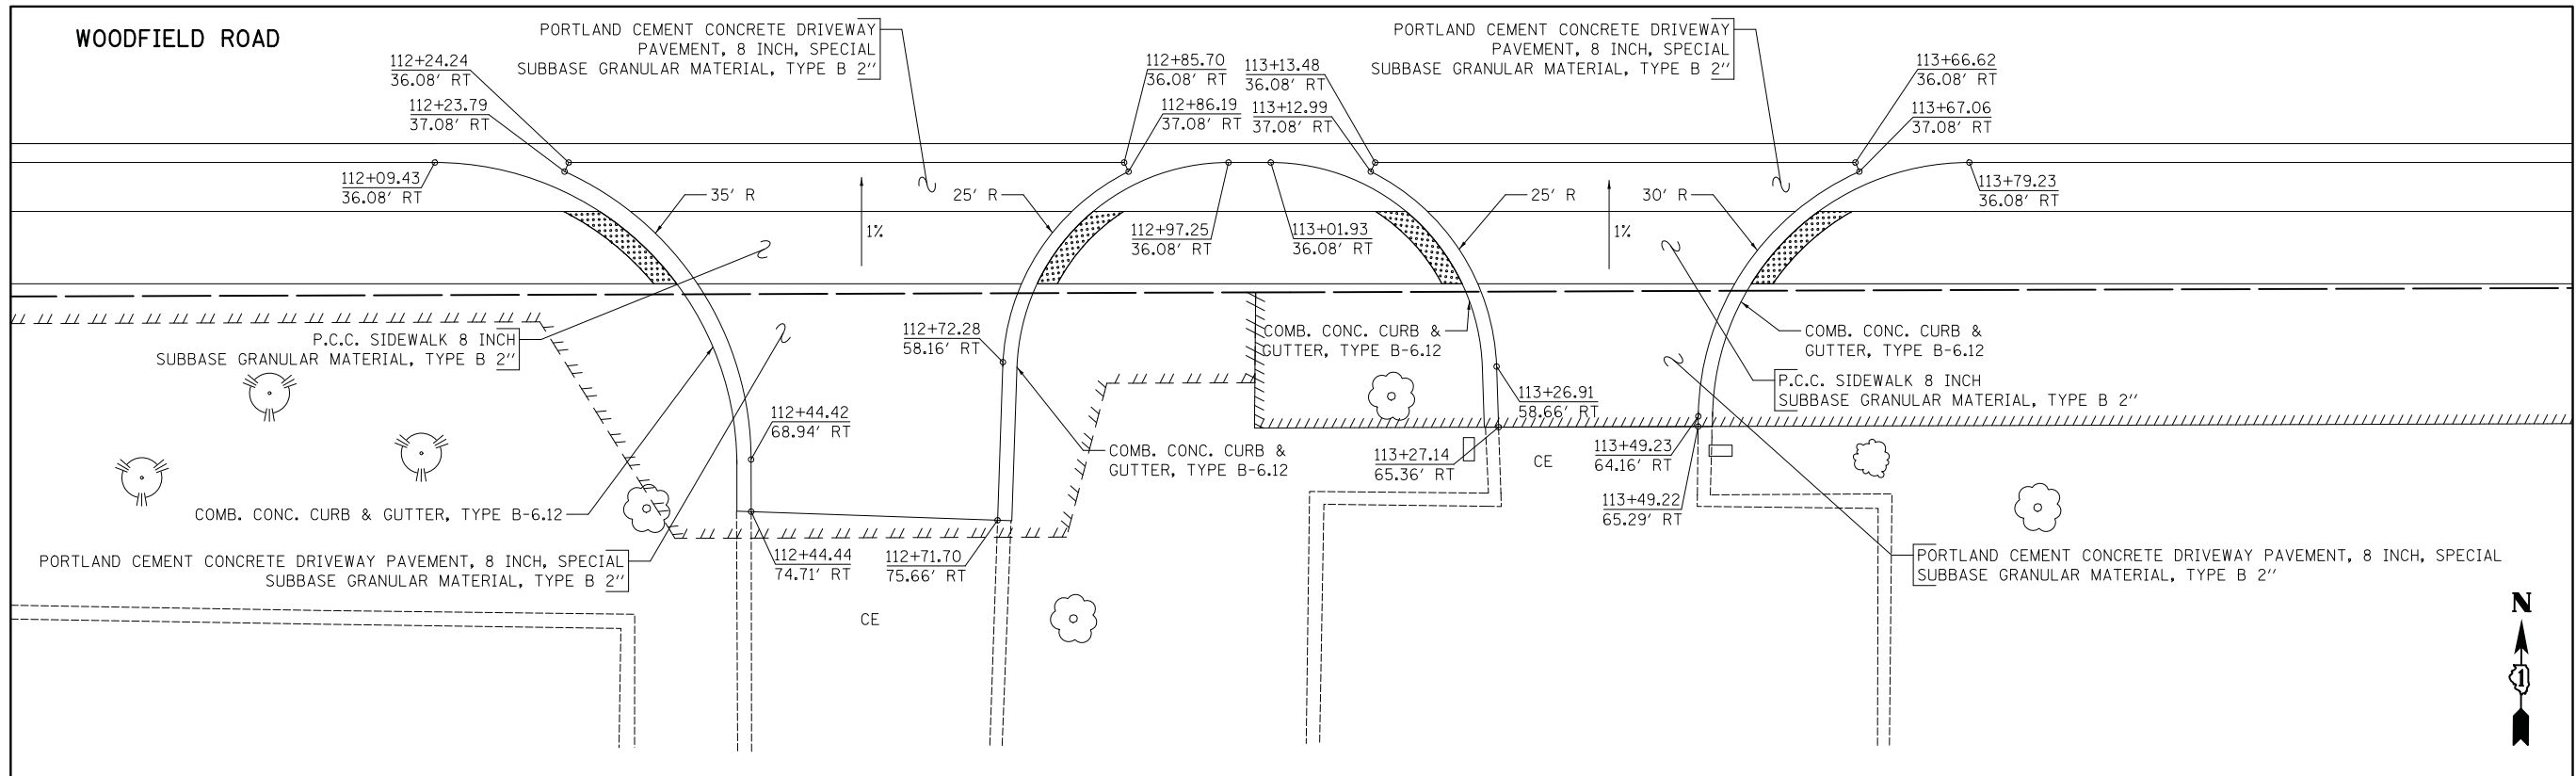 WOODFIELD ROAD
PORTLAND CEMENT CONCRETE DRIVEWAY
PAVEMENT, 8 INCH, SPECIAL
SUBBASE GRANULAR MATERIAL, TYPE B 2''
PORTLAND CEMENT CONCRETE DRIVEWAY
PAVEMENT, 8 INCH, SPECIAL
SUBBASE GRANULAR MATERIAL, TYPE B 2''
112+24.24
36.08' RT
112+23.79
37.08' RT
112+85.70
36.08' RT
112+86.19
37.08' RT
113+13.48
36.08' RT
113+12.99
37.08' RT
113+66.62
36.08' RT
113+67.06
37.08' RT
112+09.43
36.08' RT
35' R
1%
25' R
112+97.25
36.08' RT
113+01.93
36.08' RT
25' R
1%
30' R
113+79.23
36.08' RT
P.C.C. SIDEWALK 8 INCH
SUBBASE GRANULAR MATERIAL, TYPE B 2''
112+72.28
58.16' RT
COMB. CONC. CURB &
GUTTER, TYPE B-6.12
COMB. CONC. CURB &
GUTTER, TYPE B-6.12
P.C.C. SIDEWALK 8 INCH
SUBBASE GRANULAR MATERIAL, TYPE B 2''
113+26.91
58.66' RT
112+44.42
68.94' RT
COMB. CONC. CURB &
GUTTER, TYPE B-6.12
113+27.14
65.36' RT
CE
113+49.23
64.16' RT
113+49.22
65.29' RT
COMB. CONC. CURB & GUTTER, TYPE B-6.12
PORTLAND CEMENT CONCRETE DRIVEWAY PAVEMENT, 8 INCH, SPECIAL
SUBBASE GRANULAR MATERIAL, TYPE B 2''
112+44.44
74.71' RT
112+71.70
75.66' RT
PORTLAND CEMENT CONCRETE DRIVEWAY PAVEMENT, 8 INCH, SPECIAL
SUBBASE GRANULAR MATERIAL, TYPE B 2''
CE
N
1